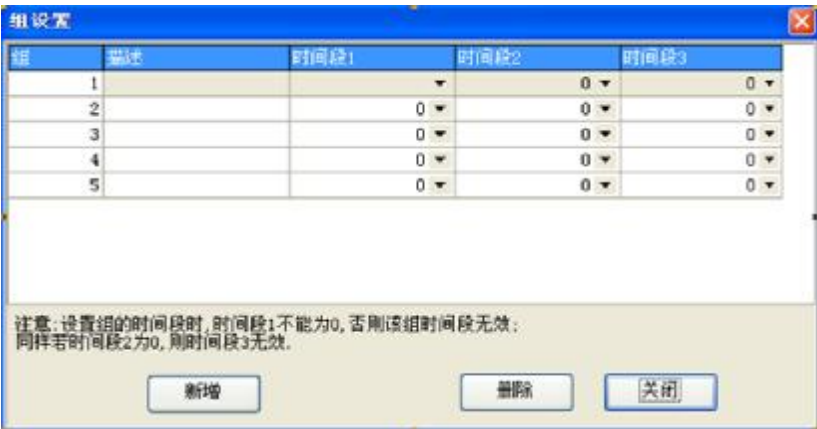 组设置
组 描述 时间段1 时间段2 时间段3
1 0 0
2 0 0 0
3 0 0 0
4 0 0 0
5 0 0 0
注意:设置组的时间段时,时间段1不能为0,否则该组时间段无效;
同样若时间段2为0,则时间段3无效.
新增 删除 关闭